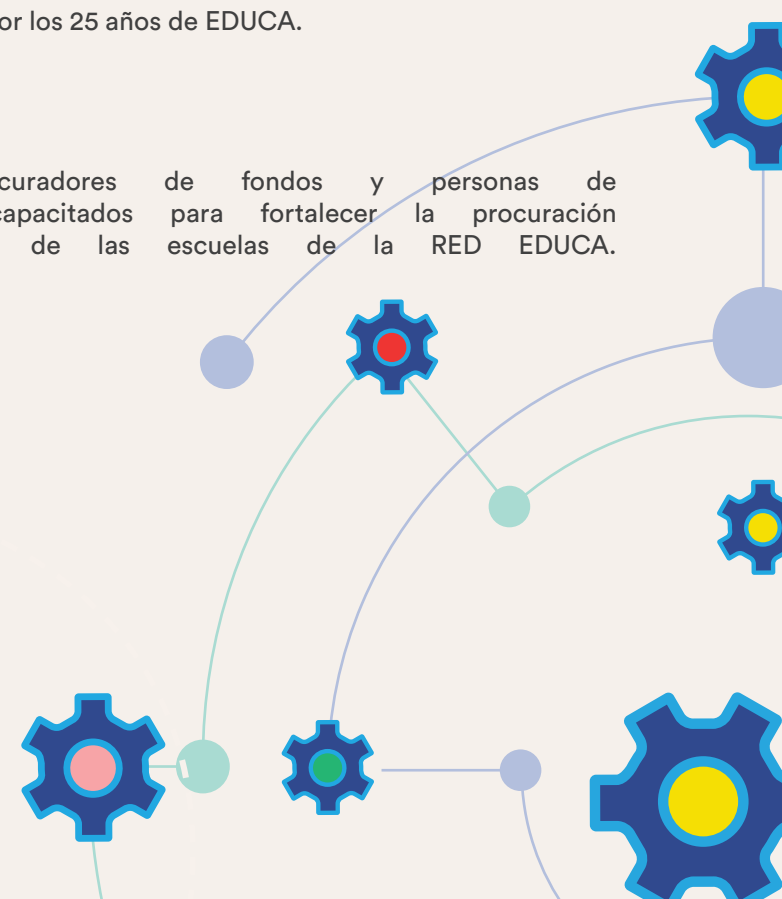 or los 25 años de EDUCA.
curadores de fondos y personas de
capacitados para fortalecer la procuración
de las escuelas de la RED EDUCA.